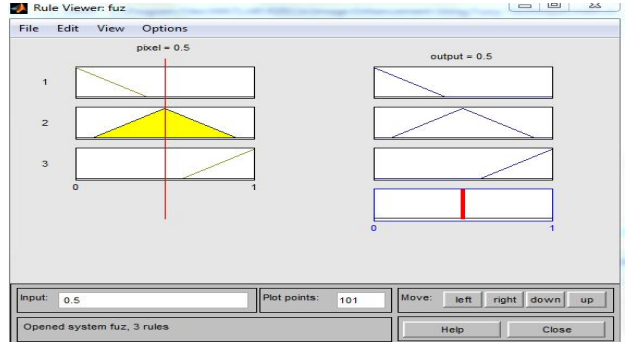 Rule Viewer: fuz
File Edit View Options
pixel = 0.5
output = 0.5
1
2
3
0 1
0 1
Input: 0.5
Plot points: 101
Move: left right down up
Opened system fuz, 3 rules
Help Close